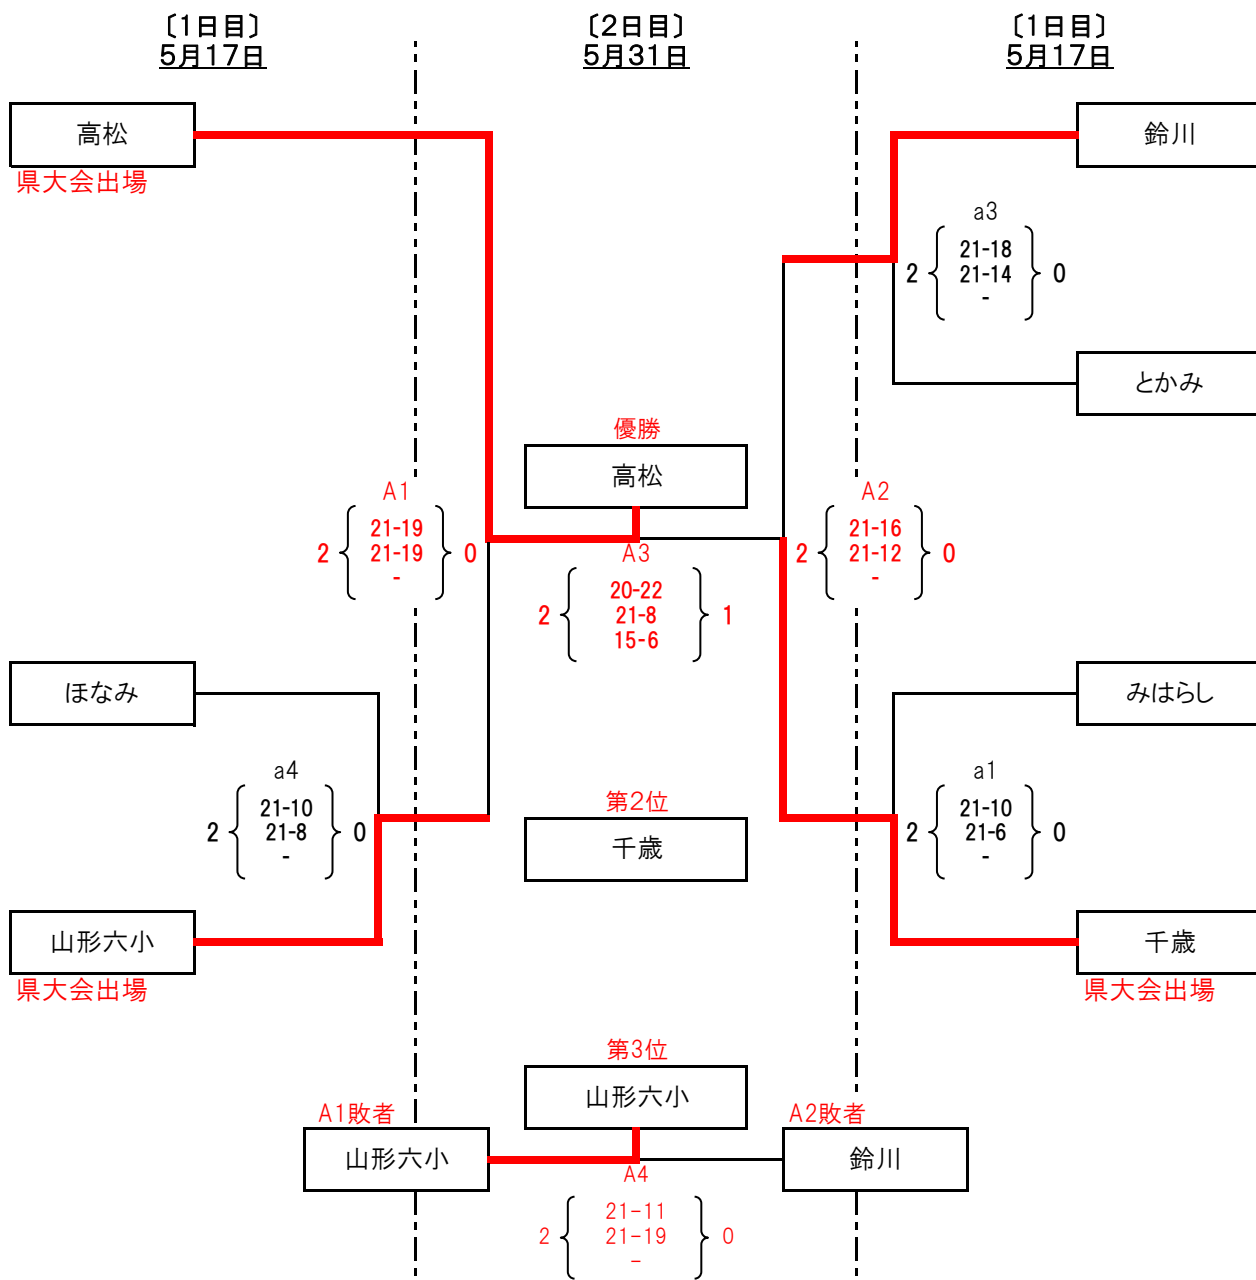 〔1日目〕
5月17日
〔2日目〕
5月31日
〔1日目〕
5月17日
高松
県大会出場
鈴川
a3
2 21-18 0
21-14
-
とかみ
優勝
高松
A1
2 21-19 0
21-19
-
A2
2 21-16 0
21-12
-
A3
20-22
2 21-8 1
15-6
ほなみ
みはらし
a4
21-10
2 21-8 0
-
第2位
千歳
a1
21-10
2 21-6 0
-
山形六小
県大会出場
千歳
県大会出場
第3位
山形六小
A1敗者
山形六小
A2敗者
鈴川
A4
21-11
2 21-19 0
-